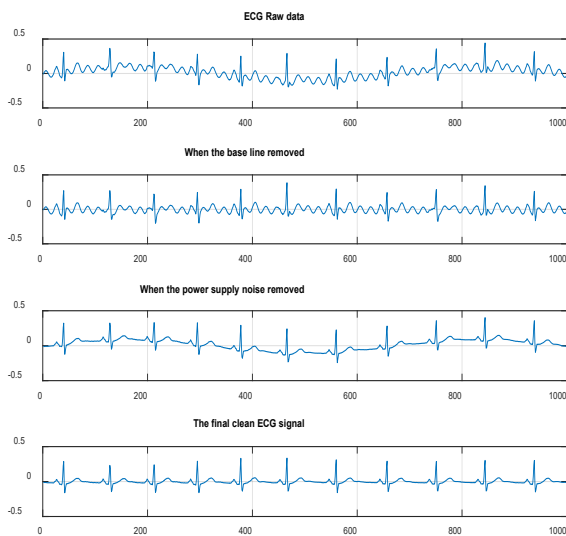 ECG Raw data
0.5
0
-0.5
0 200 400 600 800 1000
When the base line removed
0.5
0
-0.5
0 200 400 600 800 1000
When the power supply noise removed
0.5
0
-0.5
0 200 400 600 800 1000
The final clean ECG signal
0.5
0
-0.5
0 200 400 600 800 1000